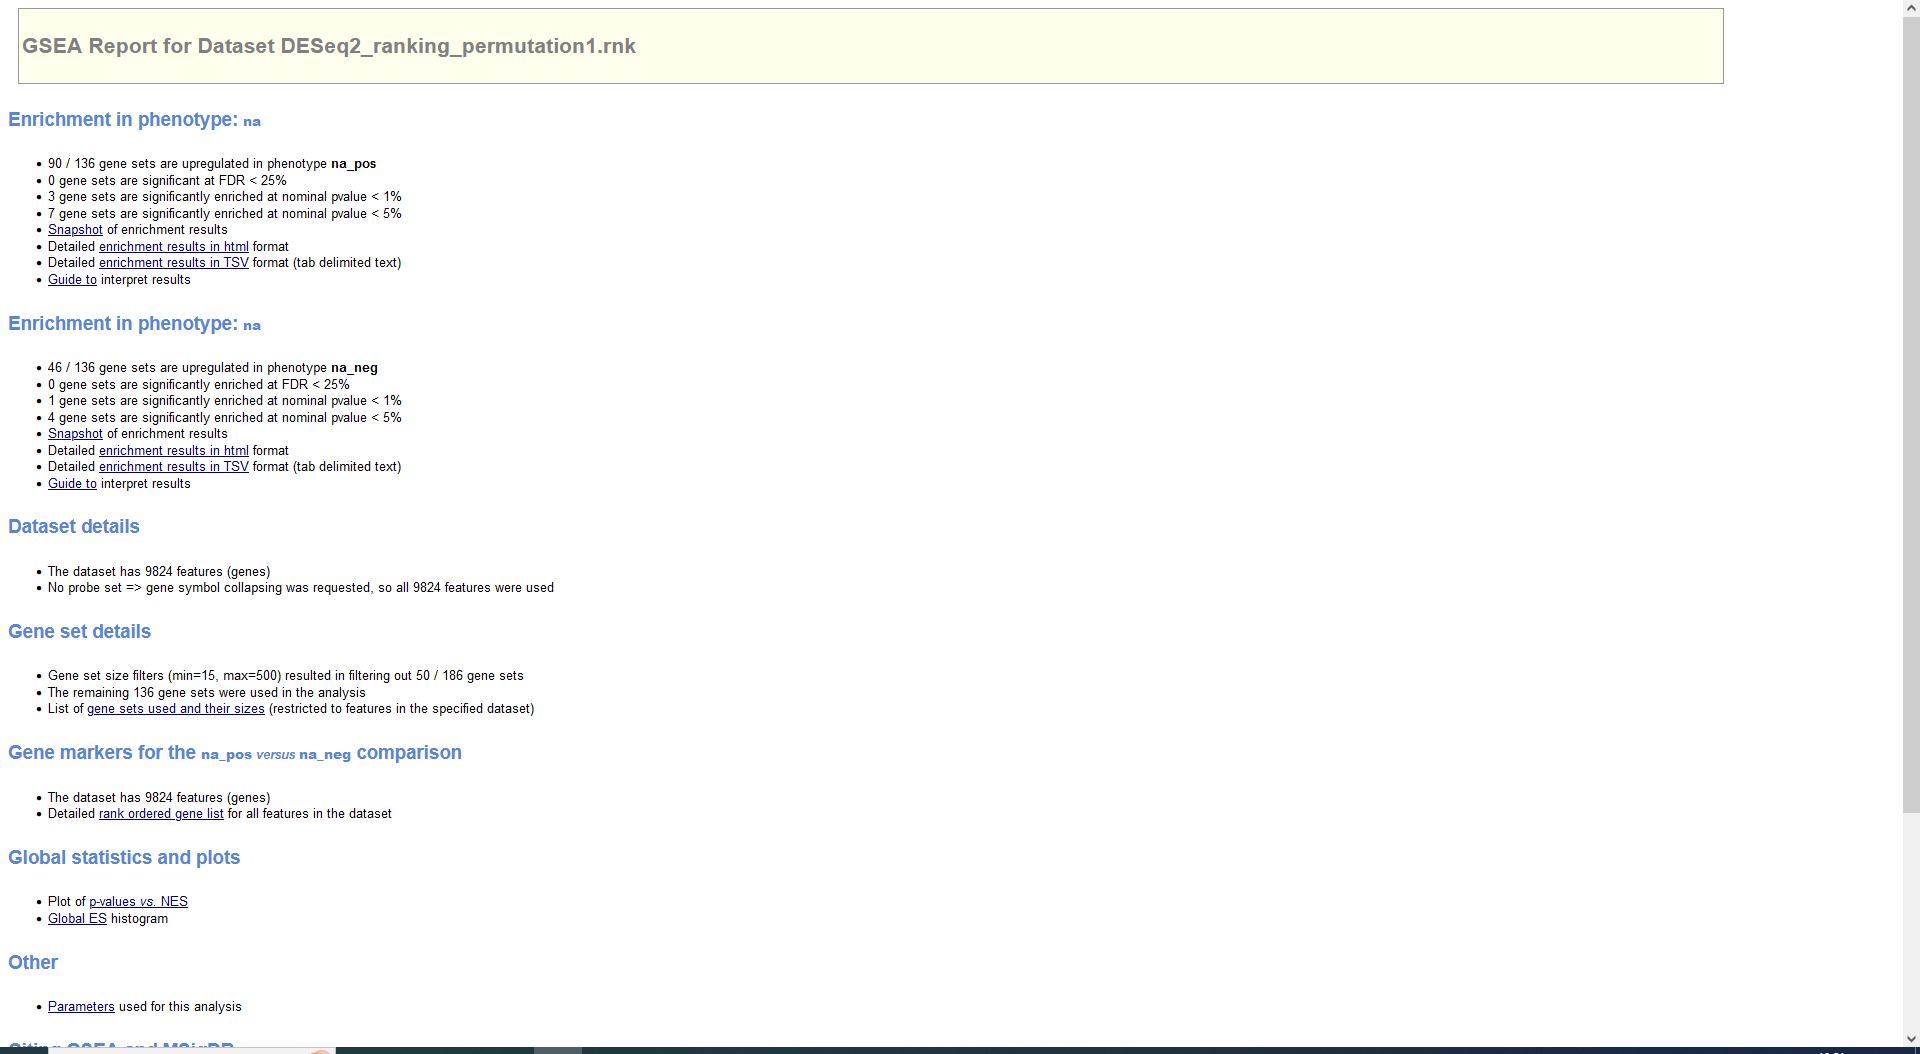 GSEA Report for Dataset DESeq2_ranking_permutation1.rnk
Enrichment in phenotype: na
90 / 136 gene sets are upregulated in phenotype na_pos
0 gene sets are significant at FDR < 25%
3 gene sets are significantly enriched at nominal pvalue < 1%
7 gene sets are significantly enriched at nominal pvalue < 5%
Snapshot of enrichment results
Detailed enrichment results in html format
Detailed enrichment results in TSV format (tab delimited text)
Guide to interpret results
Enrichment in phenotype: na
46 / 136 gene sets are upregulated in phenotype na_neg
0 gene sets are significantly enriched at FDR < 25%
1 gene sets are significantly enriched at nominal pvalue < 1%
4 gene sets are significantly enriched at nominal pvalue < 5%
Snapshot of enrichment results
Detailed enrichment results in html format
Detailed enrichment results in TSV format (tab delimited text)
Guide to interpret results
Dataset details
The dataset has 9824 features (genes)
No probe set => gene symbol collapsing was requested, so all 9824 features were used
Gene set details
Gene set size filters (min=15, max=500) resulted in filtering out 50 / 186 gene sets
The remaining 136 gene sets were used in the analysis
List of gene sets used and their sizes (restricted to features in the specified dataset)
Gene markers for the na_pos versus na_neg comparison
The dataset has 9824 features (genes)
Detailed rank ordered gene list for all features in the dataset
Global statistics and plots
Plot of p-values vs. NES
Global ES histogram
Other
Parameters used for this analysis
Citing GSEA and MSigDB